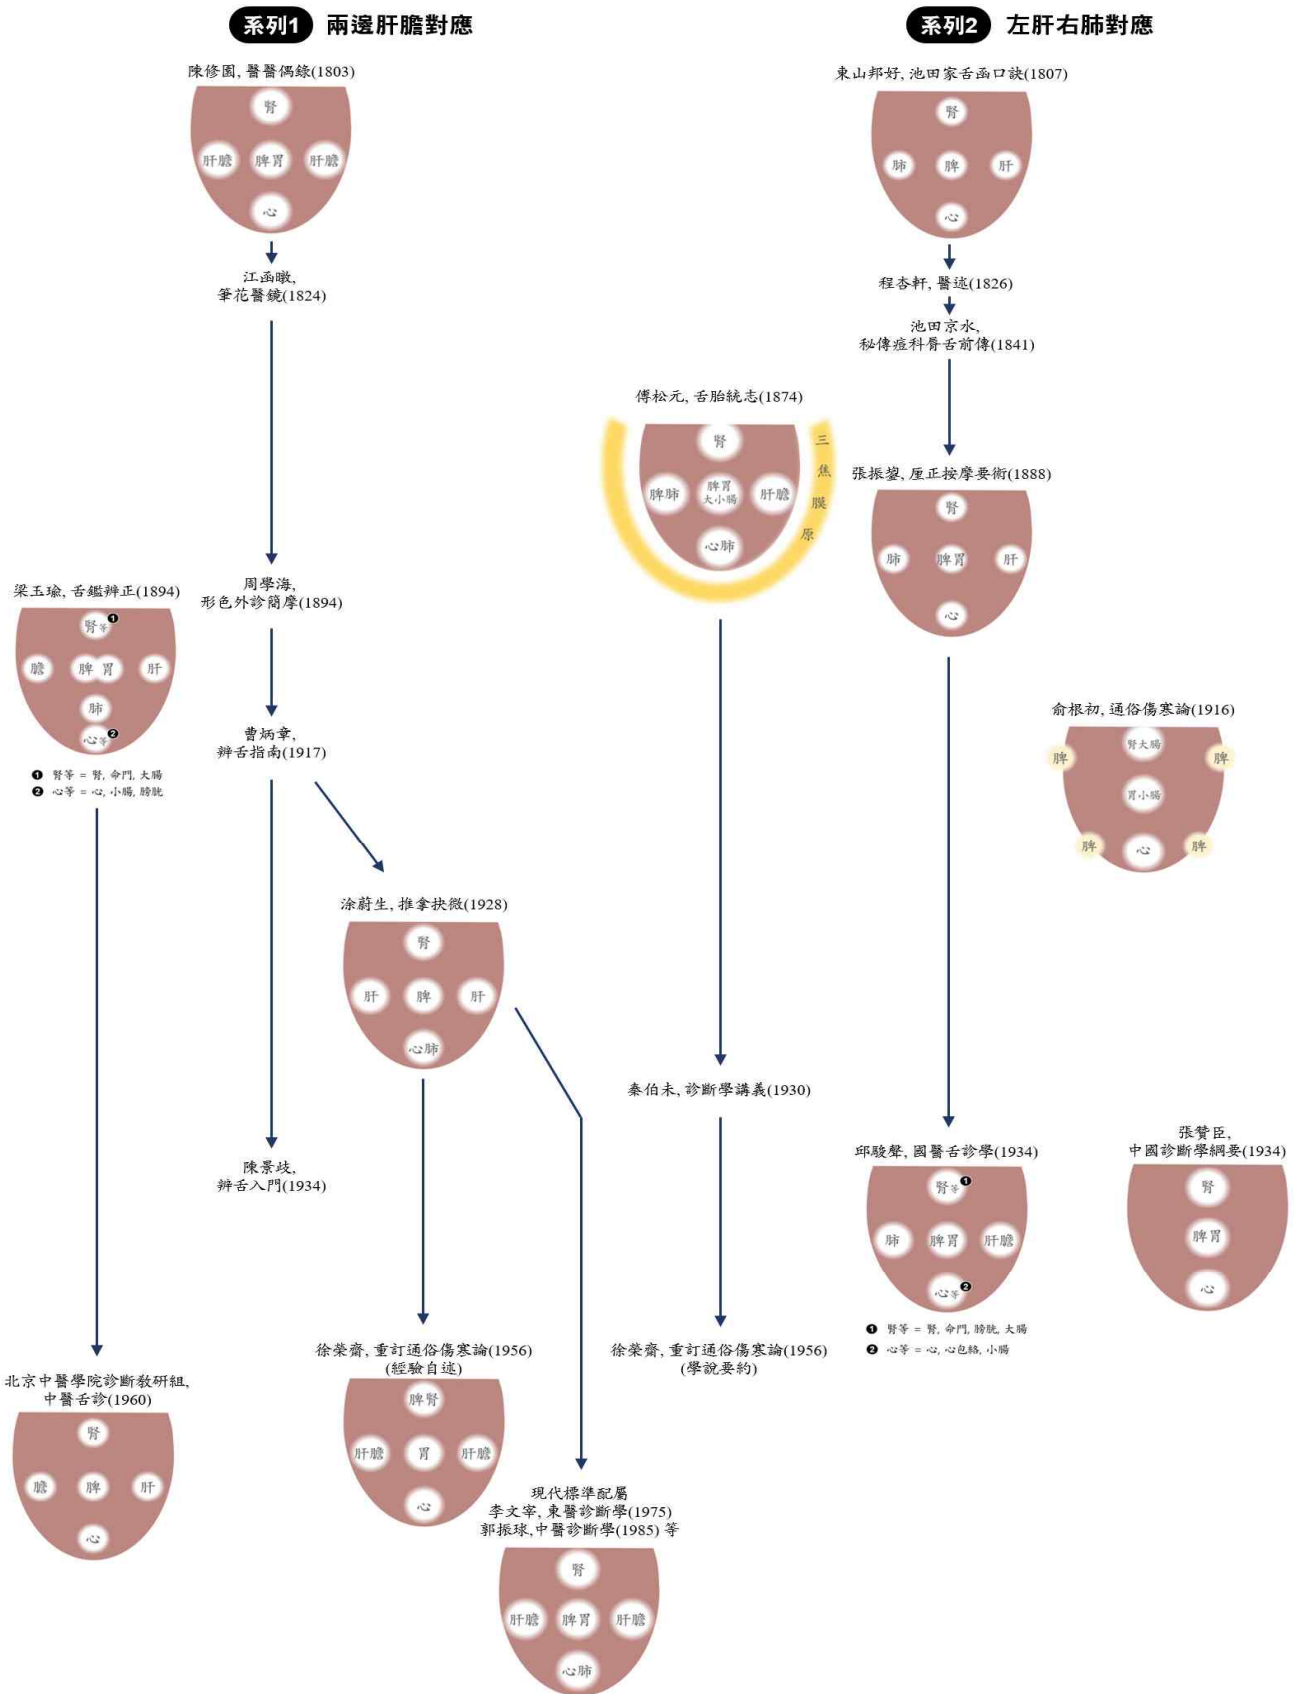 系列1 兩邊肝膽對應
陳修園, 醫醫偶錄(1803)
腎
肝膽 脾胃 肝膽
心
江函暾,
筆花醫鏡(1824)
周學海,
形色外診簡摩(1894)
梁玉瑜, 舌鑑辨正(1894)
腎等❶
膽 脾 胃 肝
肺
心等❷
❶ 腎等 = 腎, 命門, 大腸
❷ 心等 = 心, 小腸, 膀胱
曹炳章,
辨舌指南(1917)
涂蔚生, 推拿抉微(1928)
腎
肝 脾 肝
心肺
陳景歧,
辨舌入門(1934)
徐榮齋, 重訂通俗傷寒論(1956)
(經驗自述)
脾腎
肝膽 胃 肝膽
心
北京中醫學院診斷教研組,
中醫舌診(1960)
腎
膽 脾 肝
心
現代標準配屬
李文宰, 東醫診斷學(1975)
郭振球,中醫診斷學(1985) 等
腎
肝膽 脾胃 肝膽
心肺
系列2 左肝右肺對應
東山邦好, 池田家舌函口訣(1807)
腎
肺 脾 肝
心
程杏軒, 醫述(1826)
池田京水,
秘傳痘科脣舌前傳(1841)
傅松元, 舌胎統志(1874)
腎
脾肺 脾胃 肝膽
大小腸
心肺
三焦膜原
張振鋆, 厘正按摩要術(1888)
腎
肺 脾胃 肝
心
俞根初, 通俗傷寒論(1916)
腎大腸
脾 脾
胃小腸
脾 心 脾
秦伯未, 診斷學講義(1930)
徐榮齋, 重訂通俗傷寒論(1956)
(學說要約)
邱駿聲, 國醫舌診學(1934)
腎等❶
肺 脾胃 肝膽
心等❷
❶ 腎等 = 腎, 命門, 膀胱, 大腸
❷ 心等 = 心, 心包絡, 小腸
張贊臣,
中國診斷學綱要(1934)
腎
脾胃
心